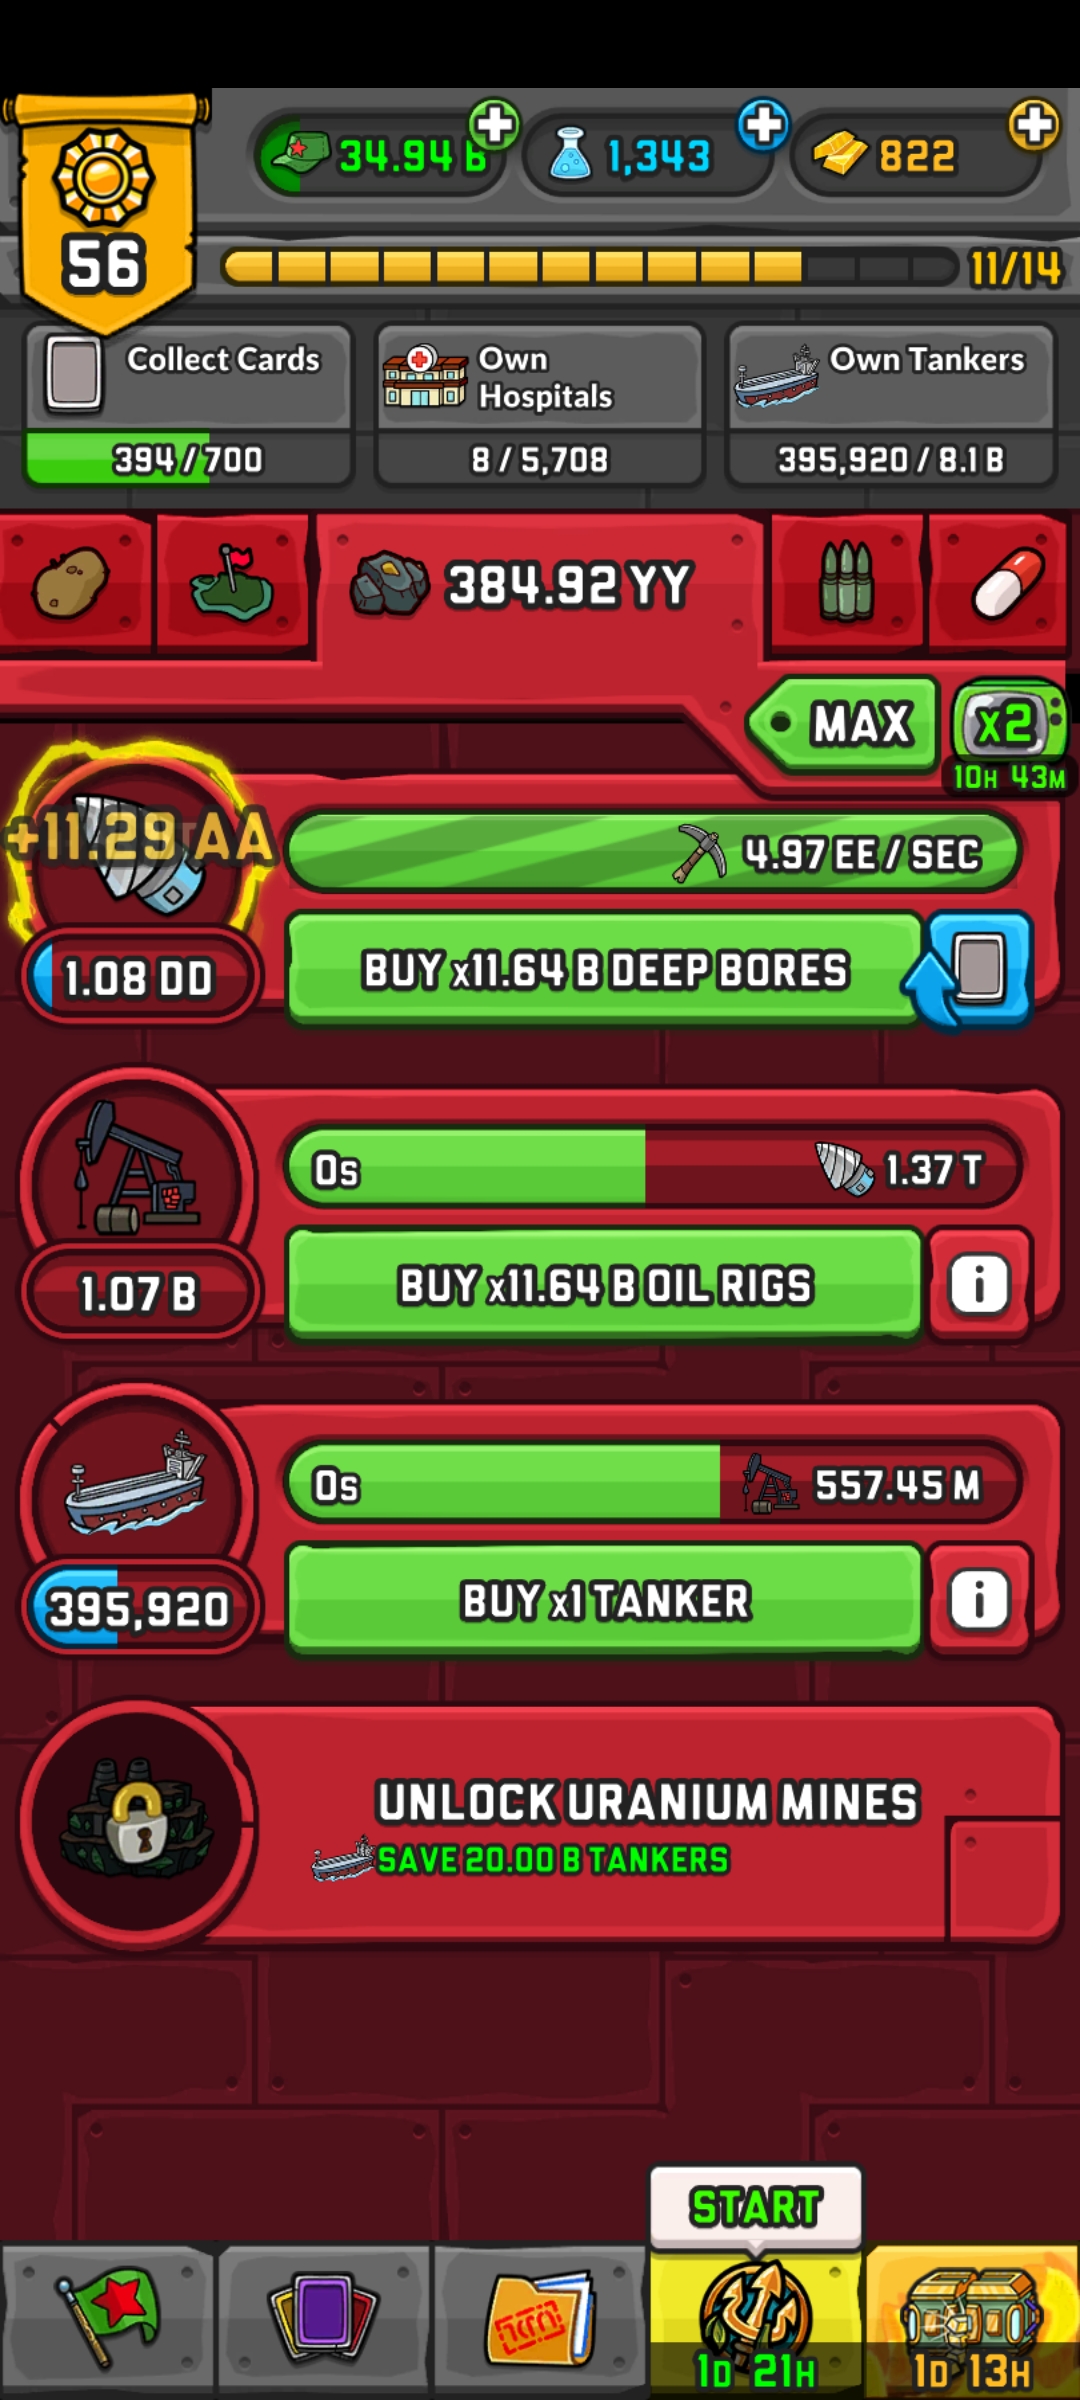 56
34.94 B
1,343
822
11/14
Collect Cards
394/700
Own
Hospitals
8/5,708
Own Tankers
395,920/8.1 B
384.92 YY
MAX
x2
10H 43M
+11.29 AA
4.97 EE/SEC
1.08 DD
BUY x11.64 B DEEP BORES
0s
1.37 T
1.07 B
BUY x11.64 B OIL RIGS
i
0s
557.45 M
395,920
BUY x1 TANKER
i
UNLOCK URANIUM MINES
SAVE 20.00 B TANKERS
START
1D 21H
1D 13H